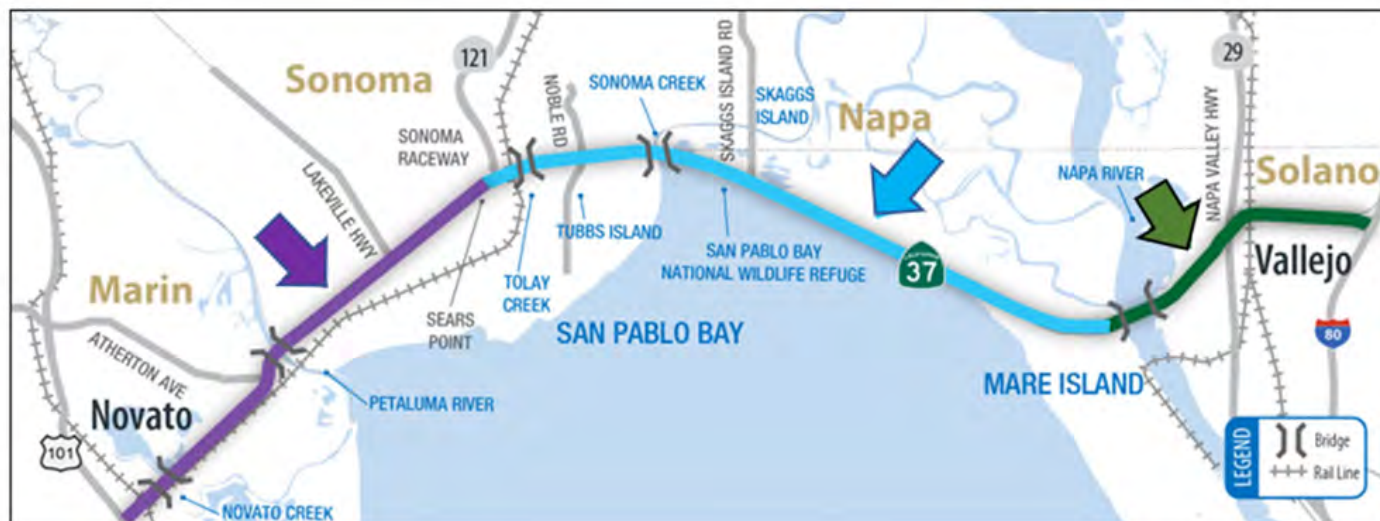 121
Sonoma
SONOMA
RACEWAY
LAKEVILLE HWY
NOBLE RD
SONOMA CREEK
SKAGGS ISLAND RD
SKAGGS
ISLAND
Napa
NAPA RIVER
29
NAPA VALLEY HWY
Solano
Vallejo
80
Marin
ATHERTON AVE
Novato
101
NOVATO CREEK
PETALUMA RIVER
SEARS
POINT
TOLAY
CREEK
TUBBS ISLAND
SAN PABLO BAY
SAN PABLO BAY
NATIONAL WILDLIFE REFUGE
37
MARE ISLAND
LEGEND
Bridge
Rail Line